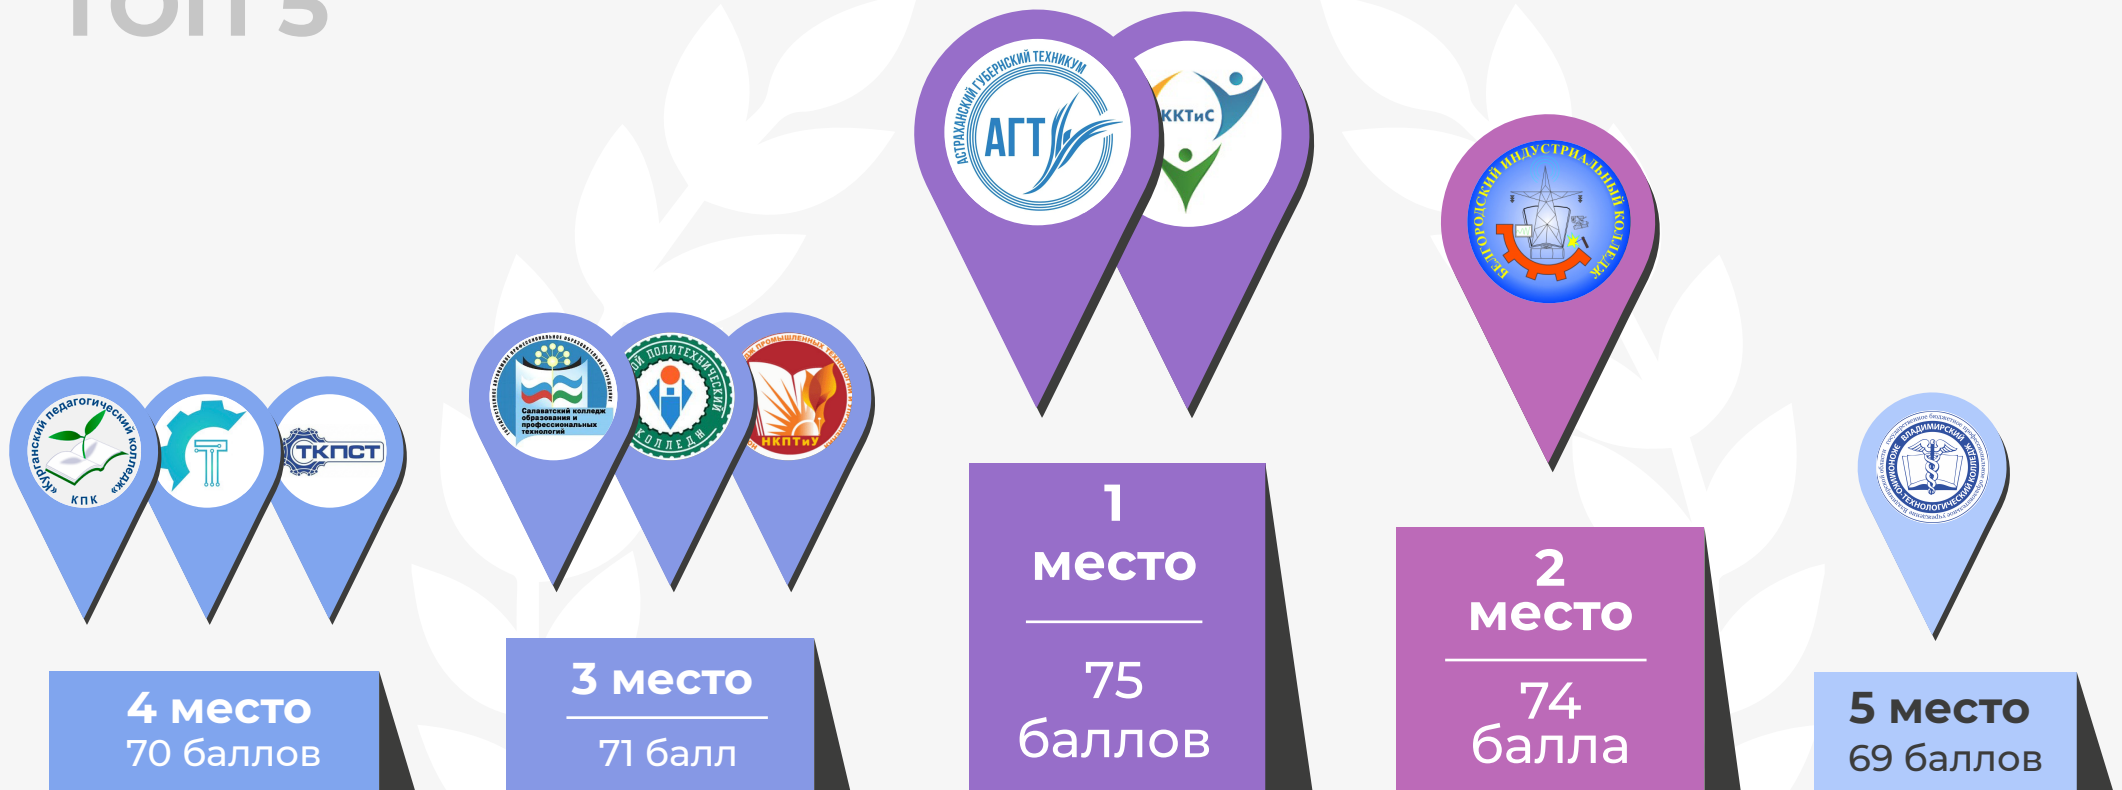 ТОП 5
АСТРАХАНСКИЙ ГУБЕРНСКИЙ ТЕХНИКУМ
АГТ
ККТиС
БЕЛГОРОДСКИЙ ИНДУСТРИАЛЬНЫЙ КОЛЛЕДЖ
Салаватский колледж
образования и
профессиональных
технологий
ПОЛИТЕХНИЧЕСКИЙ
КОЛЛЕДЖ
ПРОМЫШЛЕННЫХ
НКПТиУ
«Курганский педагогический колледж»
КПК
ТКПСТ
ВЛАДИМИРСКИЙ
ЭКОНОМИКО-ТЕХНОЛОГИЧЕСКИЙ КОЛЛЕДЖ
1
место
75
баллов
2
место
74
балла
3 место
71 балл
4 место
70 баллов
5 место
69 баллов